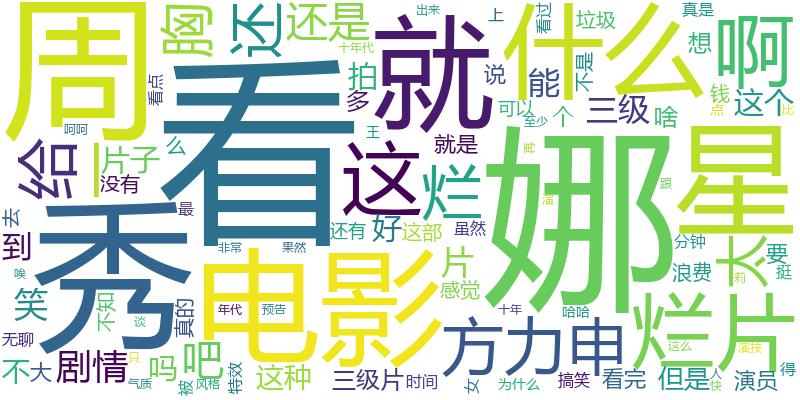 周
看
秀
就
什么
娜
星
电影
这
给
胸
还
还是
烂
烂片
方力申
啊
片子
十年代
出来
上
看过
垃圾
真是
想
看点
拍
多
说
能
不是
钱
点
比
这个
三级
啥
可以
个
至少
呵呵
么
王
就是
没有
再
跟
一
去
最
到
好
还有
这部
虽然
演
分钟
太
要
挺
莉
浪费
非常
果然
唉
笑
不知
真的
片
感觉
无聊
谈
年代
预告
十年
哈哈
这么
演技
不
大
剧情
吗
吧
只
被
气质
风格
特效
这种
三级片
时间
女
为什么
搞笑
看完
但是
人
快
演员
得